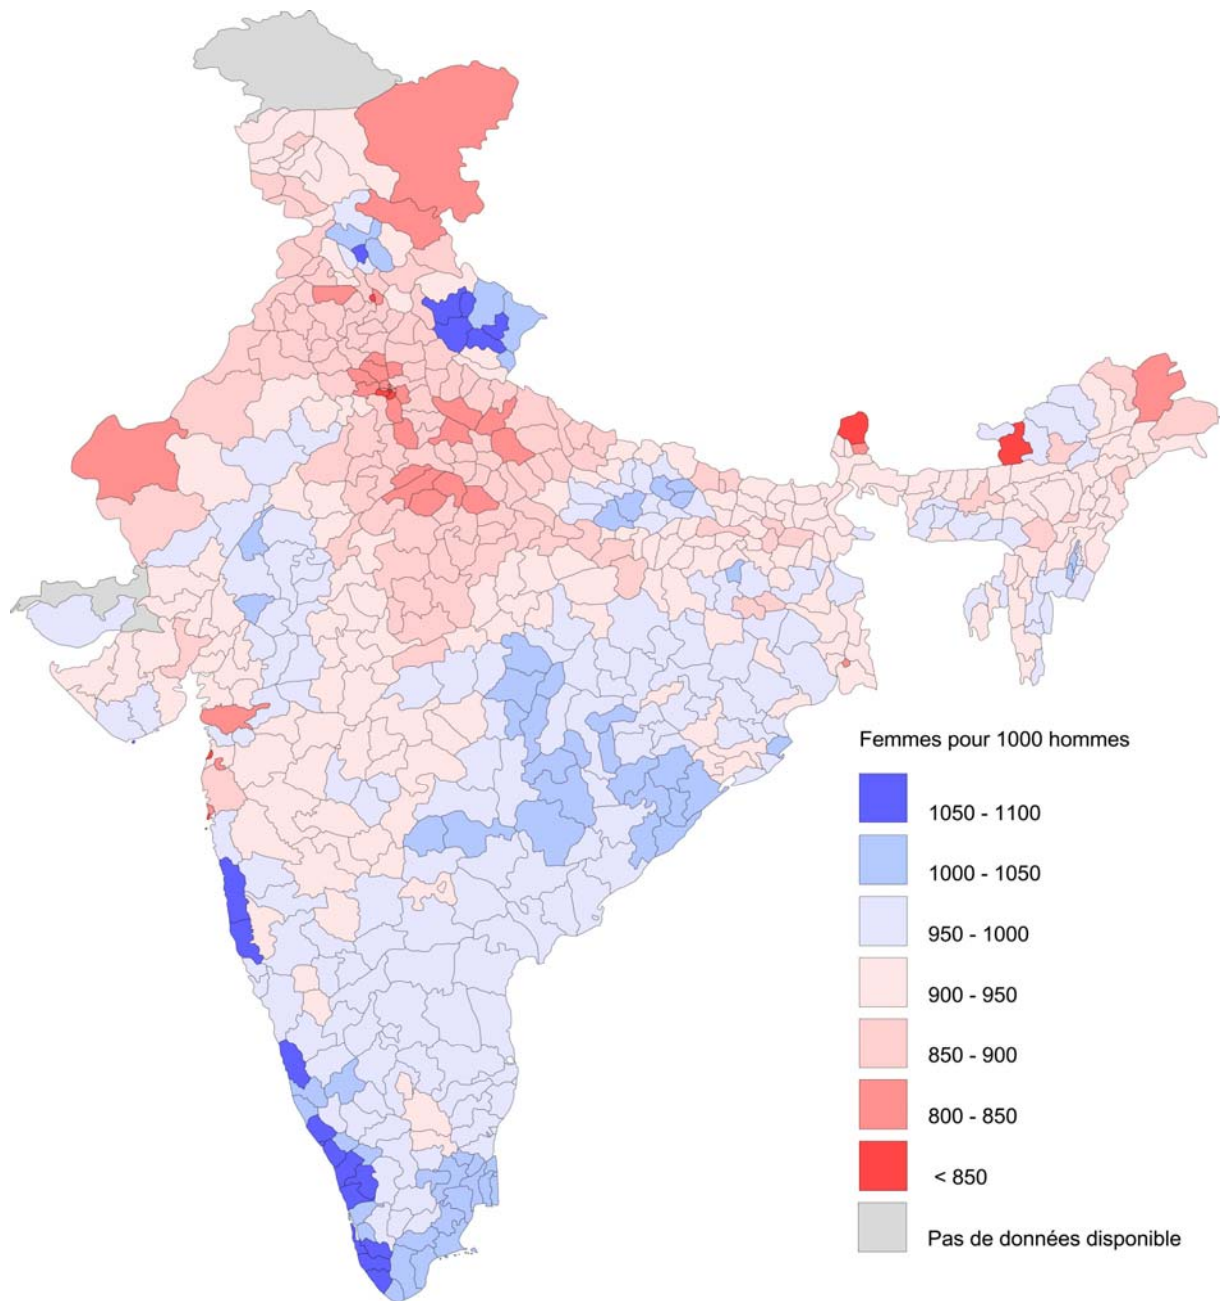 Femmes pour 1000 hommes
1050 - 1100
1000 - 1050
950 - 1000
900 - 950
850 - 900
800 - 850
< 850
Pas de données disponible